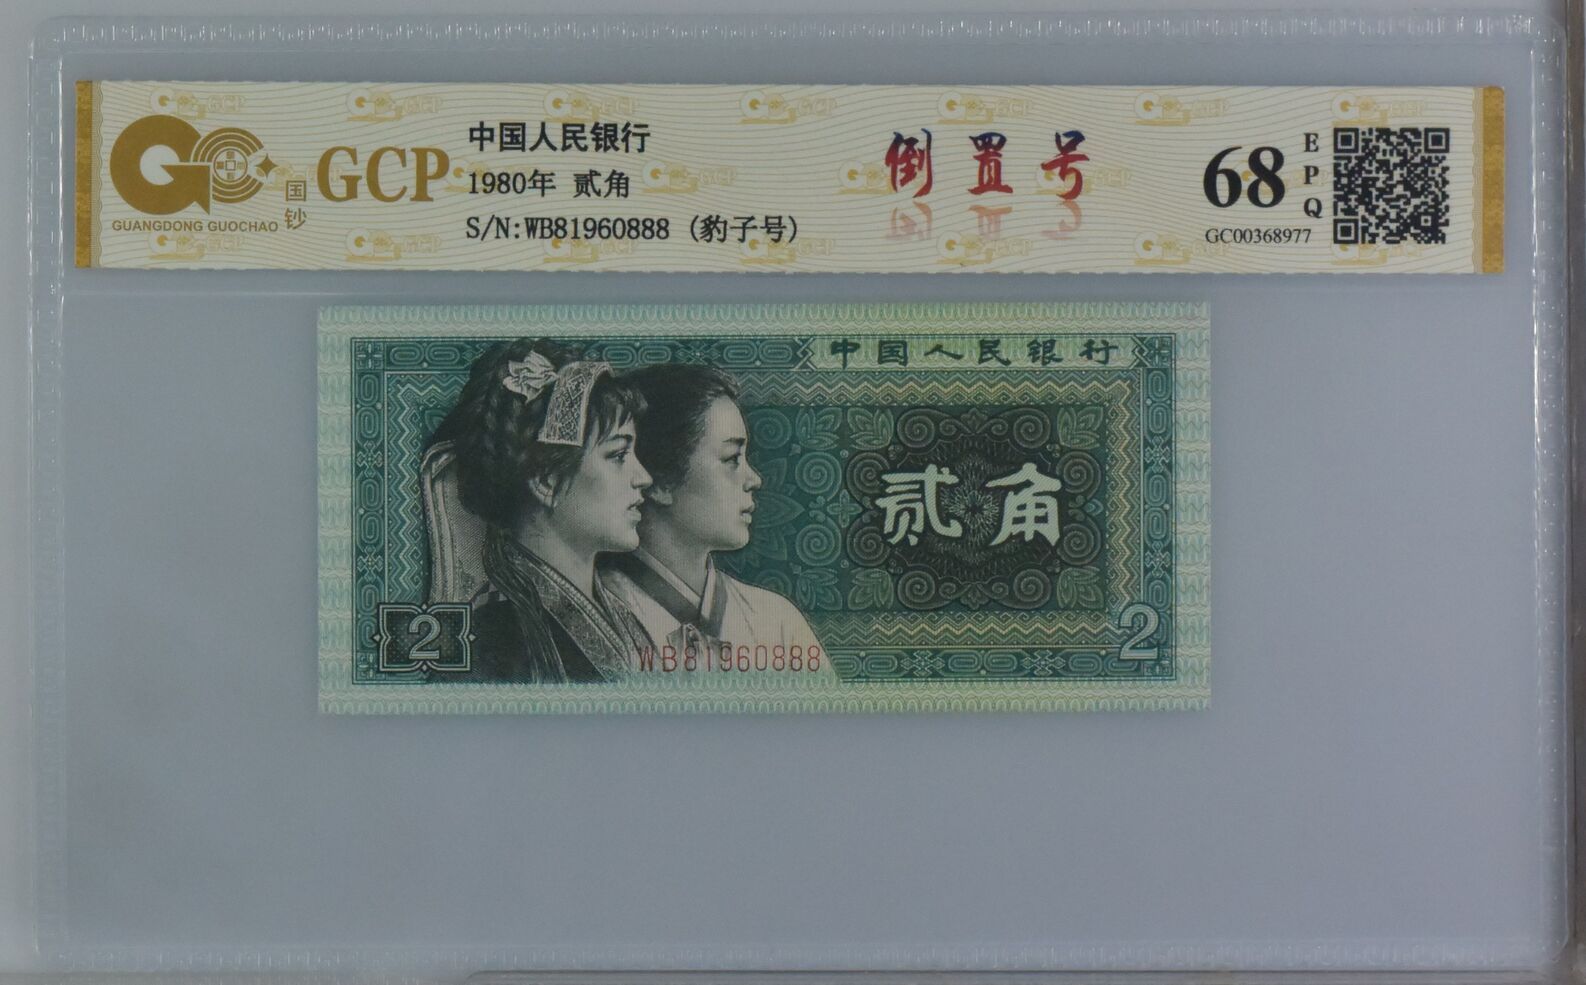 GUANGDONG GUOCHAO
国钞
GCP
中国人民银行
1980年 贰角
S/N:WB81960888 (豹子号)
倒置号
68
EPQ
GC00368977
中国人民银行
贰角
2
2
WB81960888